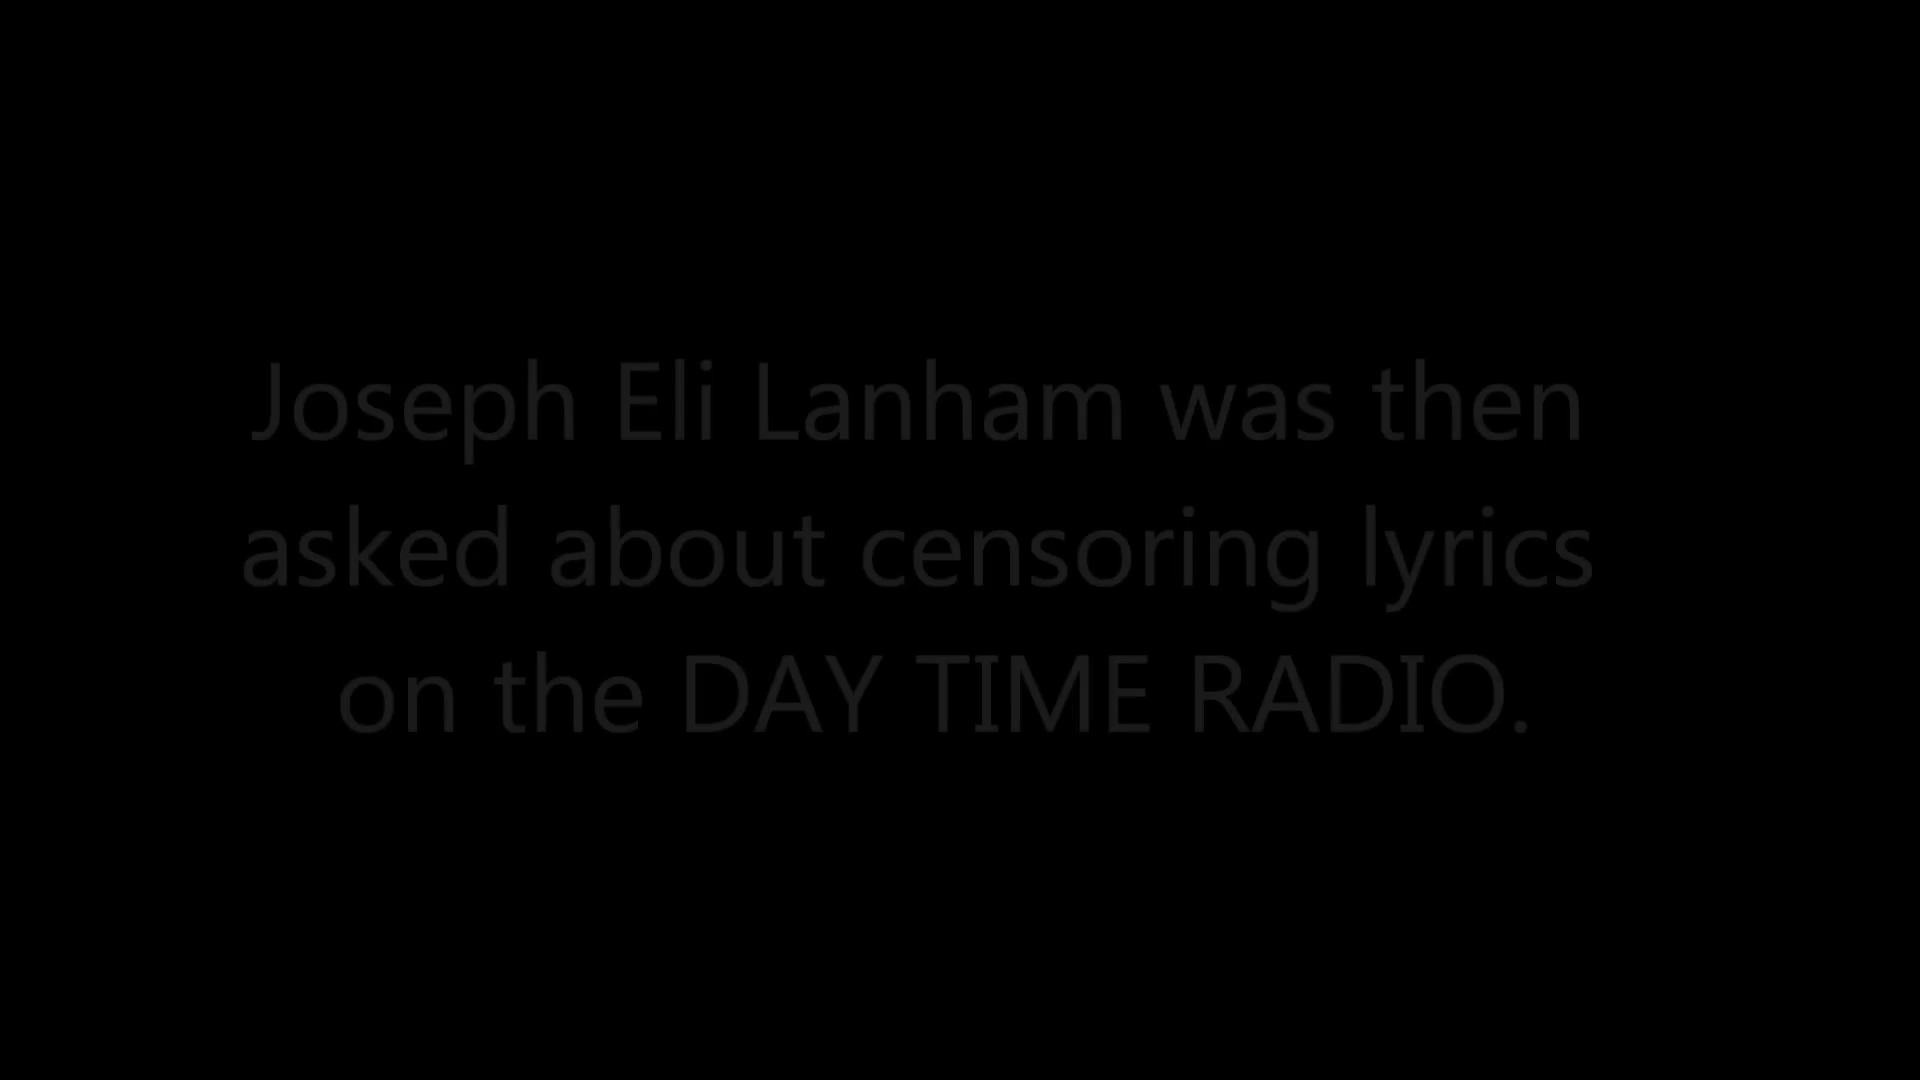 Joseph Eli Lanham was then
asked about censoring lyrics
on the DAY TIME RADIO.